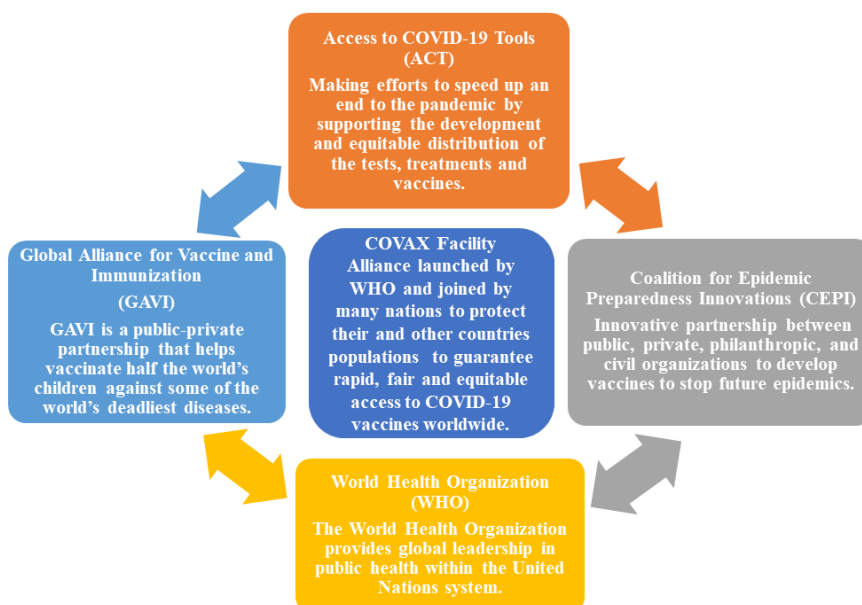 Access to COVID-19 Tools
(ACT)
Making efforts to speed up an
end to the pandemic by
supporting the development
and equitable distribution of
the tests, treatments and
vaccines.
Global Alliance for Vaccine and
Immunization
(GAVI)
GAVI is a public-private
partnership that helps
vaccinate half the world's
children against some of the
world's deadliest diseases.
COVAX Facility
Alliance launched by
WHO and joined by
many nations to protect
their and other countries
populations to guarantee
rapid, fair and equitable
access to COVID-19
vaccines worldwide.
Coalition for Epidemic
Preparedness Innovations (CEPI)
Innovative partnership between
public, private, philanthropic, and
civil organizations to develop
vaccines to stop future epidemics.
World Health Organization
(WHO)
The World Health Organization
provides global leadership in
public health within the United
Nations system.